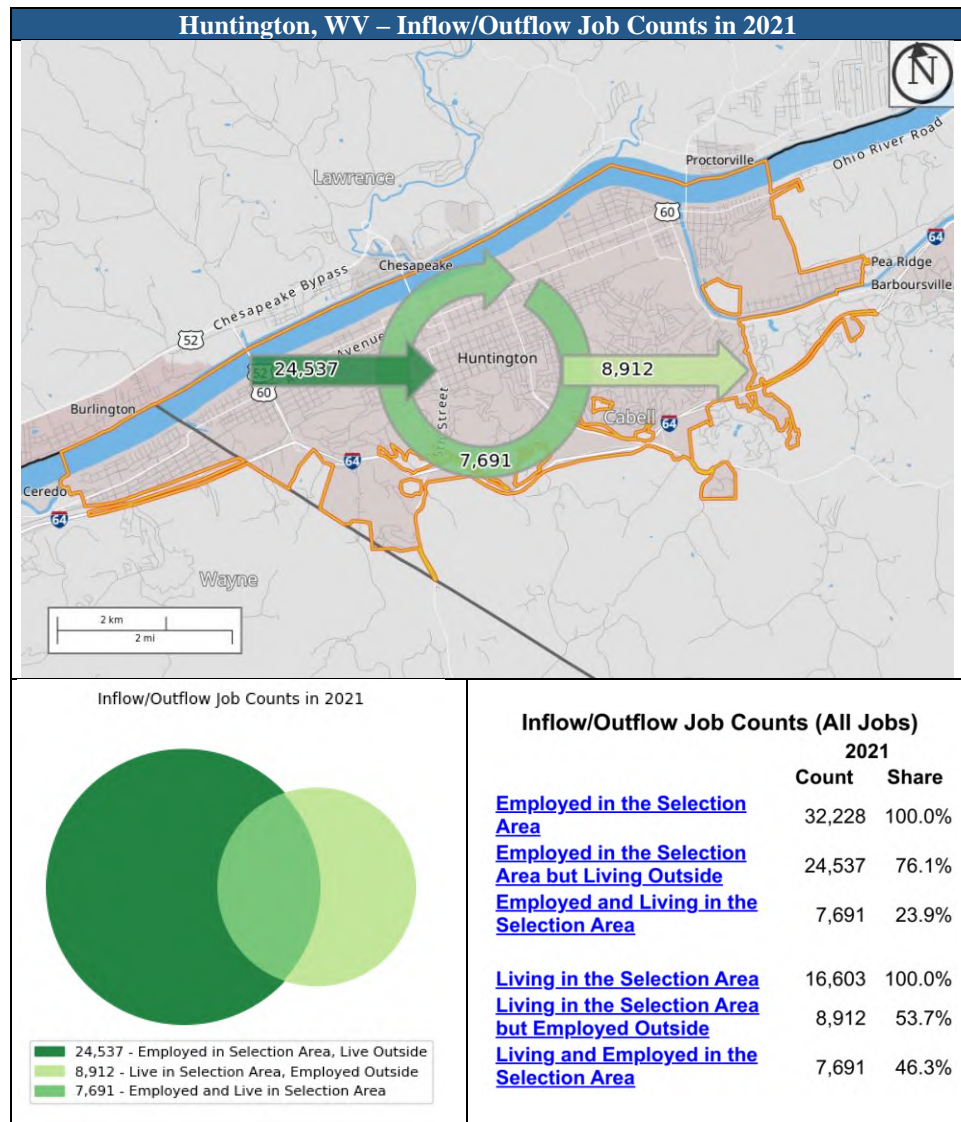 Huntington, WV – Inflow/Outflow Job Counts in 2021
N
Proctorville
Ohio River Road
Lawrence
60
64
Chesapeake
Pea Ridge
Barboursville
Chesapeake Bypass
52
Avenue
24,537
Huntington
8,912
52
60
Burlington
5th Street
Cabell
64
7,691
64
Ceredo
64
Wayne
2 km
2 mi
Inflow/Outflow Job Counts in 2021
24,537 - Employed in Selection Area, Live Outside
8,912 - Live in Selection Area, Employed Outside
7,691 - Employed and Live in Selection Area
Inflow/Outflow Job Counts (All Jobs)
2021
Count Share
Employed in the Selection
Area 32,228 100.0%
Employed in the Selection
Area but Living Outside 24,537 76.1%
Employed and Living in the
Selection Area 7,691 23.9%
Living in the Selection Area 16,603 100.0%
Living in the Selection Area
but Employed Outside 8,912 53.7%
Living and Employed in the
Selection Area 7,691 46.3%